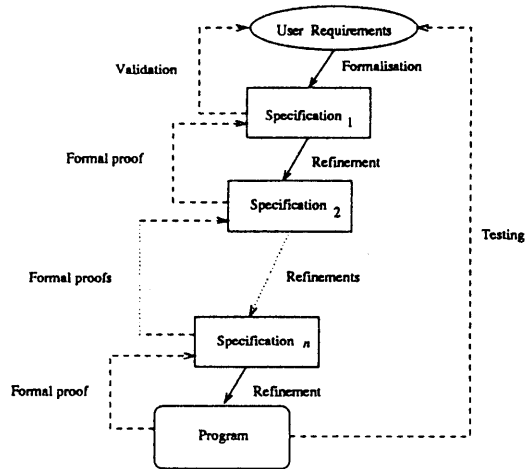 User Requirements
Validation
Formalisation
Specification 1
Formal proof
Refinement
Specification 2
Testing
Formal proofs
Refinements
Specification n
Formal proof
Refinement
Program